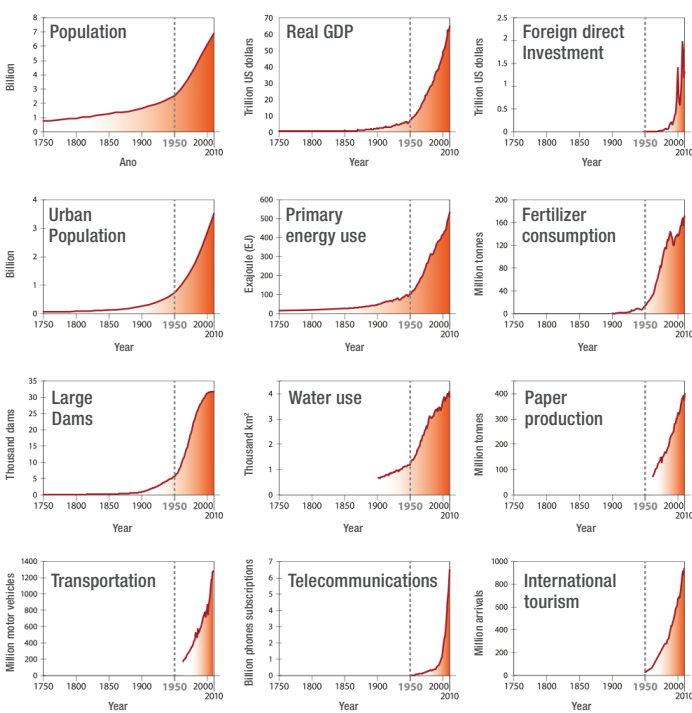 Population
Billion
8
7
6
5
4
3
2
1
0
1750 1800 1850 1900 1950 2000 2010
Ano
Real GDP
Trillion US dollars
70
60
50
40
30
20
10
0
1750 1800 1850 1900 1950 2000 2010
Year
Foreign direct
Investment
Trillion US dollars
2.5
2
1.5
1
0.5
0
1750 1800 1850 1900 1950 2000 2010
Year
Urban
Population
Billion
4
3
2
1
0
1750 1800 1850 1900 1950 2000 2010
Year
Primary
energy use
Exajoule (EJ)
600
500
400
300
200
100
0
1750 1800 1850 1900 1950 2000 2010
Year
Fertilizer
consumption
Million tonnes
200
160
120
80
40
0
1750 1800 1850 1900 1950 2000 2010
Year
Large
Dams
Thousand dams
35
30
25
20
15
10
5
0
1750 1800 1850 1900 1950 2000 2010
Year
Water use
Thousand km²
4
3
2
1
0
1750 1800 1850 1900 1950 2000 2010
Year
Paper
production
Million tonnes
400
300
200
100
0
1750 1800 1850 1900 1950 2000 2010
Year
Transportation
Million motor vehicles
1400
1200
1000
800
600
400
200
0
1750 1800 1850 1900 1950 2000 2010
Year
Telecommunications
Billion phones subscriptions
7
6
5
4
3
2
1
0
1750 1800 1850 1900 1950 2000 2010
Year
International
tourism
Million arrivals
1000
800
600
400
200
0
1750 1800 1850 1900 1950 2000 2010
Year